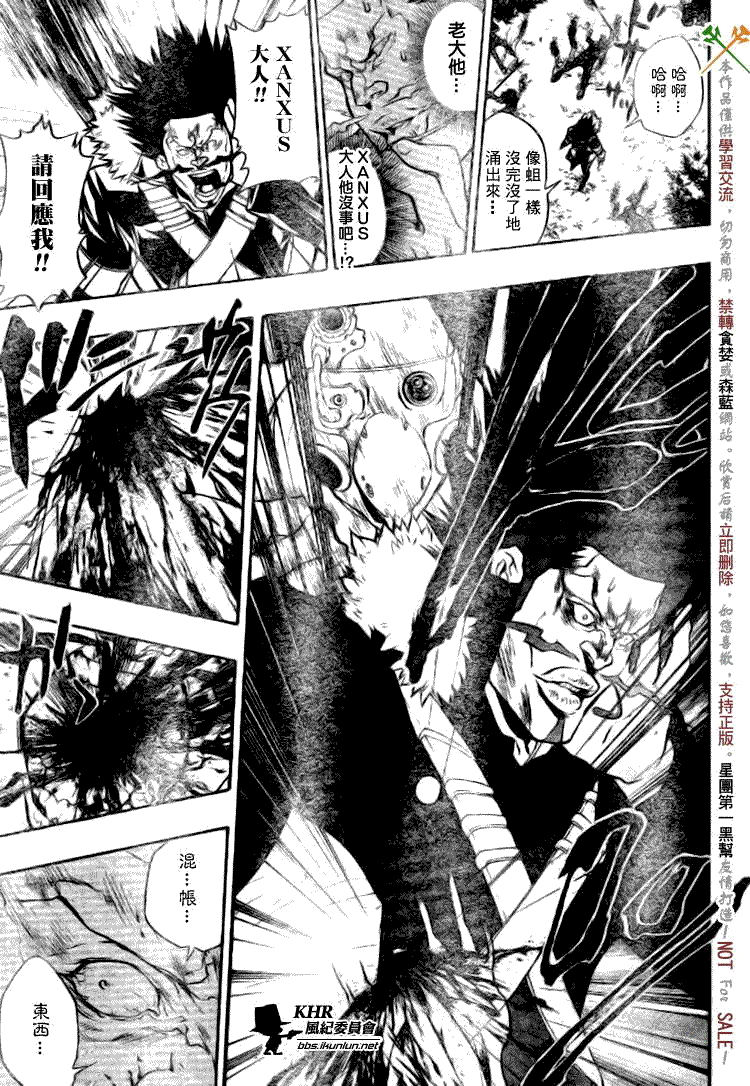 哈啊…
哈啊…
像蛆一樣
沒完沒了地
涌出來…
老大他…
XANXUS
大人他沒事吧…!?
XANXUS
大人!!
請回應我!!
混…帳…
東西…
KHR
風紀委員會
bbs.ikunlun.net
本作品僅供學習交流，切勿商用，禁轉貪婪或森藍網站。欣賞后請立即删除，如您喜歡，支持正版。星團第一黑幫友情打造—NOT For SALE—